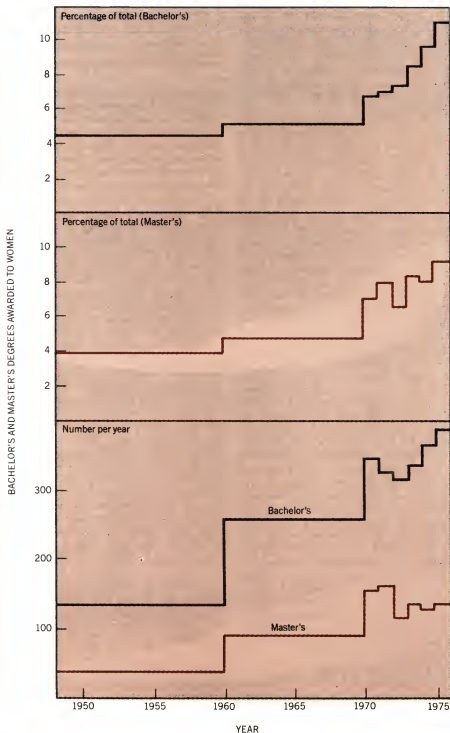 Percentage of total (Bachelor's)
10
8
6
4
2
Percentage of total (Master's)
10
8
6
4
2
Number per year
300
200
100
Bachelor's
Master's
1950
1955
1960
1965
1970
1975
YEAR
BACHELOR'S AND MASTER'S DEGREES AWARDED TO WOMEN